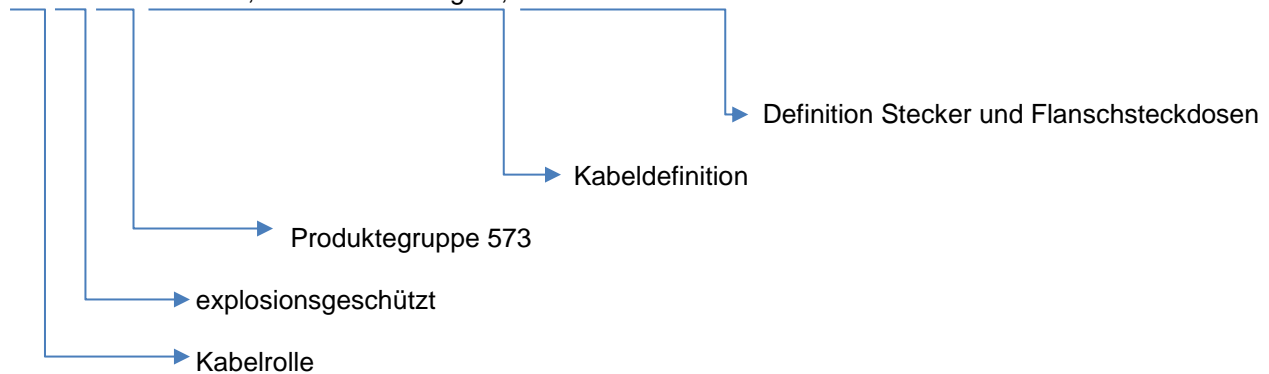 Definition Stecker und Flanschsteckdosen
Kabeldefinition
Produktegruppe 573
explosionsgeschützt
Kabelrolle